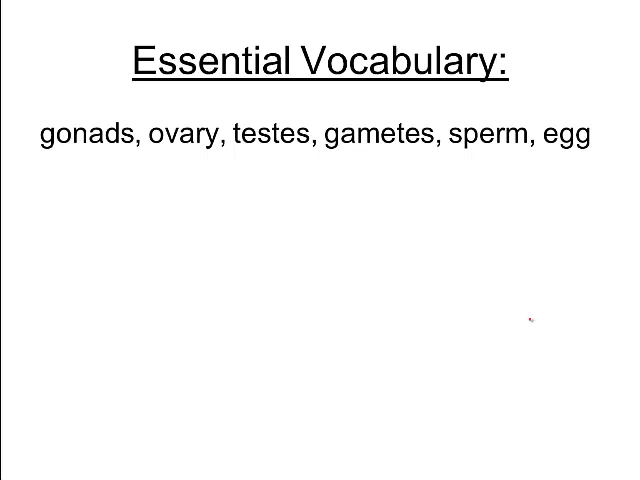 Essential Vocabulary:
gonads, ovary, testes, gametes, sperm, egg